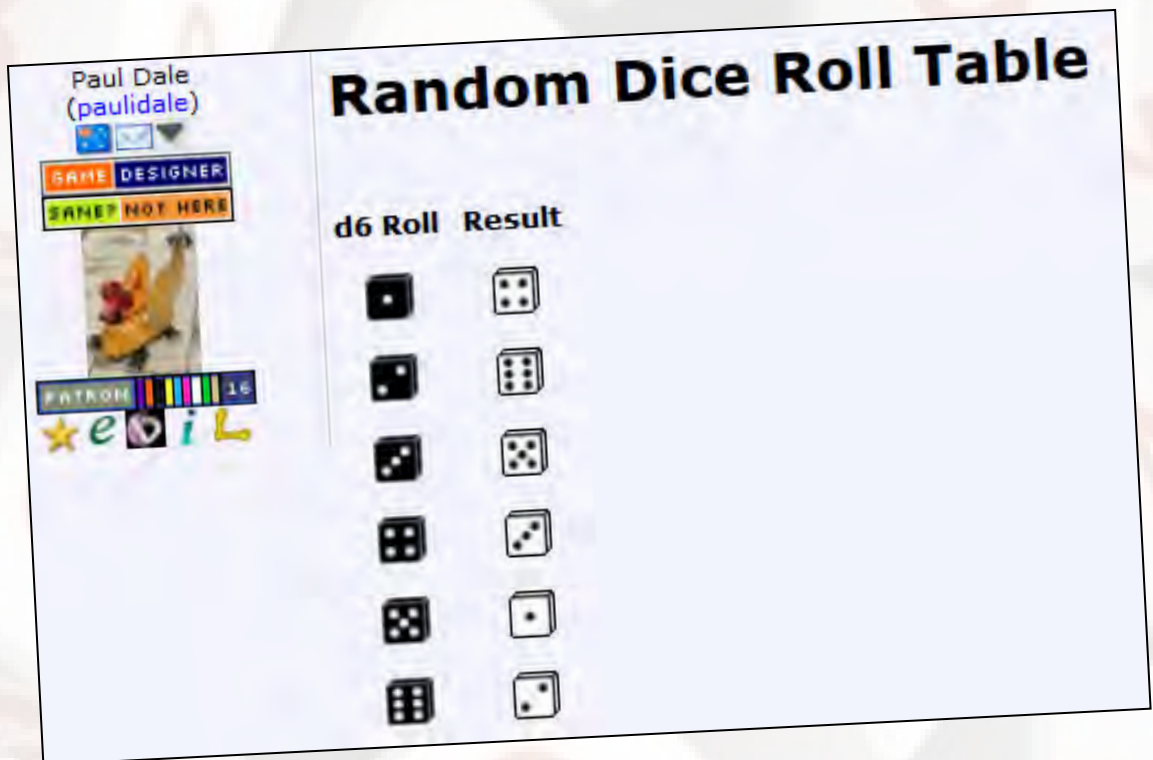 Paul Dale
(paulidale)
GAME DESIGNER
SANE? NOT HERE
PATRON 16
e i
Random Dice Roll Table
d6 Roll Result